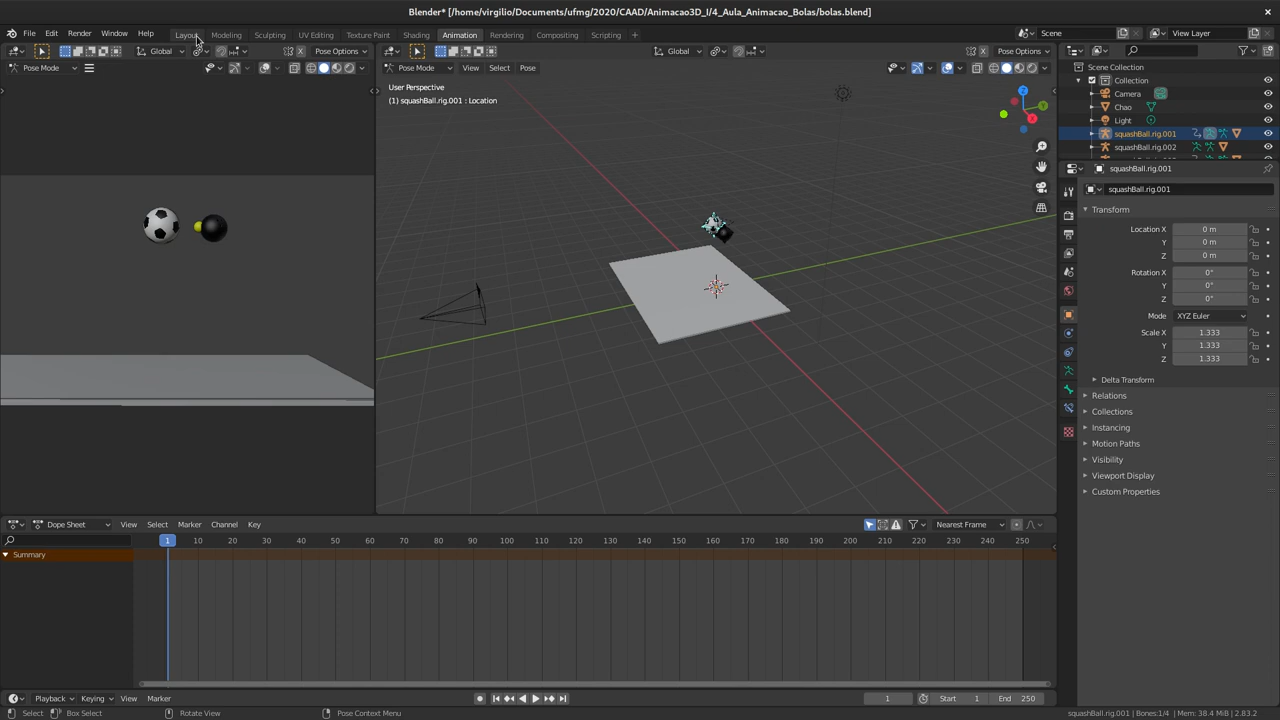 Blender* [/home/virgilio/Documents/ufmg/2020/CAAD/Animacao3D_I/4_Aula_Animacao_Bolas/bolas.blend]
File Edit Render Window Help Layout Modeling Sculpting UV Editing Texture Paint Shading Animation Rendering Compositing Scripting + Scene View Layer
Global Pose Options Global Pose Options
Pose Mode Pose Mode View Select Pose
User Perspective
(1) squashBall.rig.001 : Location
Scene Collection
Collection
Camera
Chao
Light
squashBall.rig.001
squashBall.rig.002
squashBall.rig.001
squashBall.rig.001
Transform
Location X 0 m
Y 0 m
Z 0 m
Rotation X 0°
Y 0°
Z 0°
Mode XYZ Euler
Scale X 1.333
Y 1.333
Z 1.333
Delta Transform
Relations
Collections
Instancing
Motion Paths
Visibility
Viewport Display
Custom Properties
Dope Sheet View Select Marker Channel Key Nearest Frame
1 10 20 30 40 50 60 70 80 90 100 110 120 130 140 150 160 170 180 190 200 210 220 230 240 250
Summary
Playback Keying View Marker 1 Start 1 End 250
Select Box Select Rotate View Pose Context Menu squashBall.rig.001 | Bones:1/4 | Mem: 38.4 MiB | 2.83.2